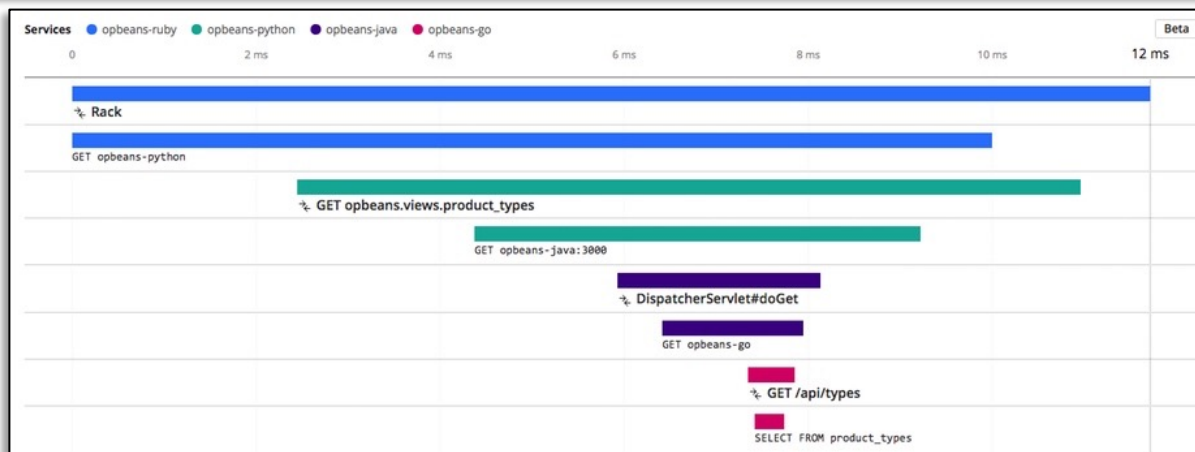 Services opbeans-ruby opbeans-python opbeans-java opbeans-go Beta
0 2 ms 4 ms 6 ms 8 ms 10 ms 12 ms
Rack
GET opbeans-python
GET opbeans.views.product_types
GET opbeans-java:3000
DispatcherServlet#doGet
GET opbeans-go
GET /api/types
SELECT FROM product_types